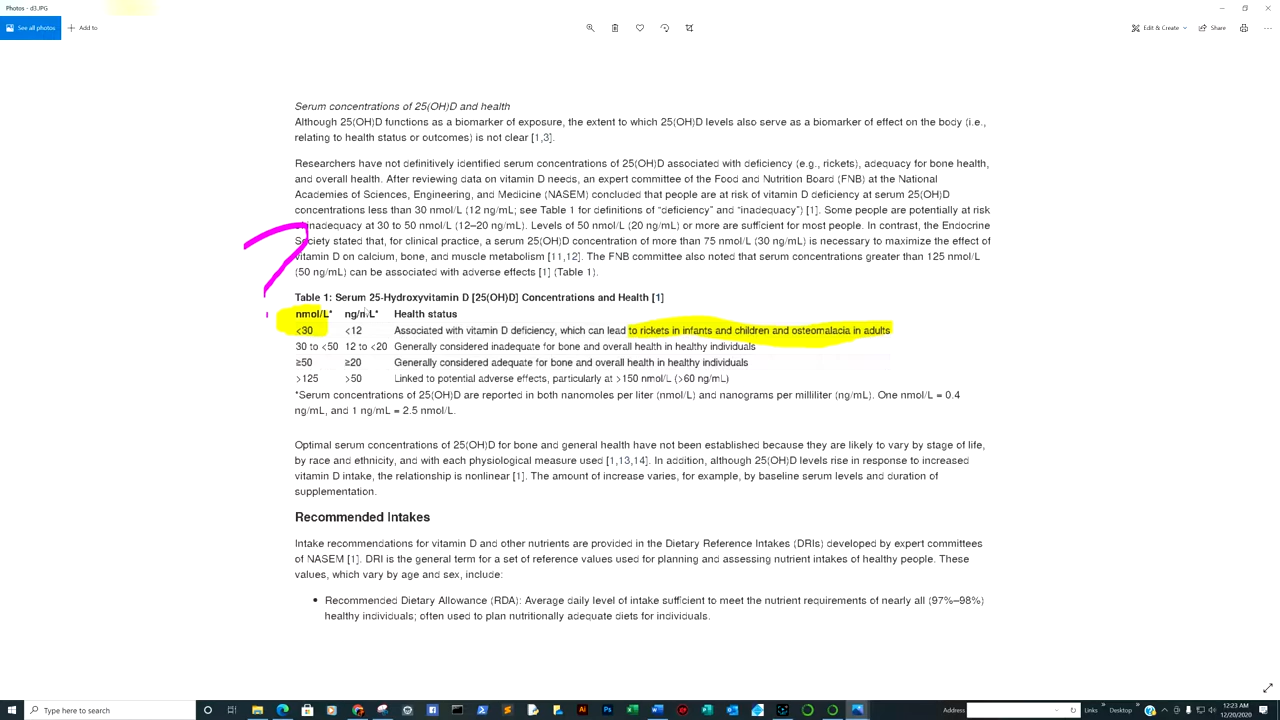 Photos - d3.JPG
See all photos
Add to
Edit & Create
Share
Serum concentrations of 25(OH)D and health
Although 25(OH)D functions as a biomarker of exposure, the extent to which 25(OH)D levels also serve as a biomarker of effect on the body (i.e.,
relating to health status or outcomes) is not clear [1,3].
Researchers have not definitively identified serum concentrations of 25(OH)D associated with deficiency (e.g., rickets), adequacy for bone health,
and overall health. After reviewing data on vitamin D needs, an expert committee of the Food and Nutrition Board (FNB) at the National
Academies of Sciences, Engineering, and Medicine (NASEM) concluded that people are at risk of vitamin D deficiency at serum 25(OH)D
concentrations less than 30 nmol/L (12 ng/mL; see Table 1 for definitions of "deficiency" and "inadequacy") [1]. Some people are potentially at risk
of inadequacy at 30 to 50 nmol/L (12–20 ng/mL). Levels of 50 nmol/L (20 ng/mL) or more are sufficient for most people. In contrast, the Endocrine
Society stated that, for clinical practice, a serum 25(OH)D concentration of more than 75 nmol/L (30 ng/mL) is necessary to maximize the effect of
vitamin D on calcium, bone, and muscle metabolism [11,12]. The FNB committee also noted that serum concentrations greater than 125 nmol/L
(50 ng/mL) can be associated with adverse effects [1] (Table 1).
Table 1: Serum 25-Hydroxyvitamin D [25(OH)D] Concentrations and Health [1]
nmol/L* ng/mL* Health status
<30 <12 Associated with vitamin D deficiency, which can lead to rickets in infants and children and osteomalacia in adults
30 to <50 12 to <20 Generally considered inadequate for bone and overall health in healthy individuals
≥50 ≥20 Generally considered adequate for bone and overall health in healthy individuals
>125 >50 Linked to potential adverse effects, particularly at >150 nmol/L (>60 ng/mL)
*Serum concentrations of 25(OH)D are reported in both nanomoles per liter (nmol/L) and nanograms per milliliter (ng/mL). One nmol/L = 0.4
ng/mL, and 1 ng/mL = 2.5 nmol/L.
Optimal serum concentrations of 25(OH)D for bone and general health have not been established because they are likely to vary by stage of life,
by race and ethnicity, and with each physiological measure used [1,13,14]. In addition, although 25(OH)D levels rise in response to increased
vitamin D intake, the relationship is nonlinear [1]. The amount of increase varies, for example, by baseline serum levels and duration of
supplementation.
Recommended Intakes
Intake recommendations for vitamin D and other nutrients are provided in the Dietary Reference Intakes (DRIs) developed by expert committees
of NASEM [1]. DRI is the general term for a set of reference values used for planning and assessing nutrient intakes of healthy people. These
values, which vary by age and sex, include:
• Recommended Dietary Allowance (RDA): Average daily level of intake sufficient to meet the nutrient requirements of nearly all (97%–98%)
healthy individuals; often used to plan nutritionally adequate diets for individuals.
Type here to search
Address
Links
Desktop
12:23 AM
12/20/2020